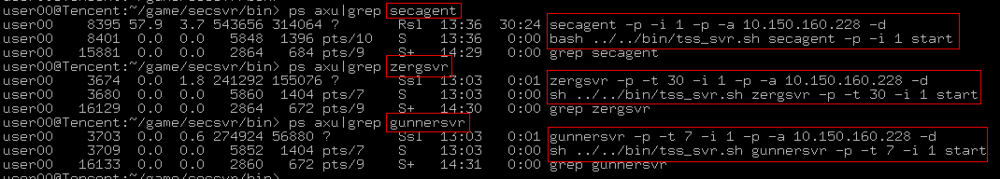 user00@Tencent:~/game/secsvr/bin> ps axu|grep secagent
user00 8395 57.9 3.7 543656 314064 ? Rsl 13:36 30:24 secagent -p -i 1 -p -a 10.150.160.228 -d
user00 8401 0.0 0.0 5848 1396 pts/10 S 13:36 0:00 bash ../../bin/tss_svr.sh secagent -p -i 1 start
user00 15881 0.0 0.0 2864 684 pts/9 S+ 14:29 0:00 grep secagent
user00@Tencent:~/game/secsvr/bin> ps axu|grep zergsvr
user00 3674 0.0 1.8 241292 155076 ? Ssl 13:03 0:01 zergsvr -p -t 30 -i 1 -p -a 10.150.160.228 -d
user00 3680 0.0 0.0 5860 1404 pts/7 S 13:03 0:00 sh ../../bin/tss_svr.sh zergsvr -p -t 30 -i 1 start
user00 16129 0.0 0.0 2864 672 pts/9 S+ 14:30 0:00 grep zergsvr
user00@Tencent:~/game/secsvr/bin> ps axu|grep gunnersvr
user00 3703 0.0 0.6 274924 56880 ? Ssl 13:03 0:01 gunnersvr -p -t 7 -i 1 -p -a 10.150.160.228 -d
user00 3709 0.0 0.0 5852 1404 pts/7 S 13:03 0:00 sh ../../bin/tss_svr.sh gunnersvr -p -t 7 -i 1 start
user00 16133 0.0 0.0 2864 672 pts/9 S+ 14:31 0:00 grep gunnersvr